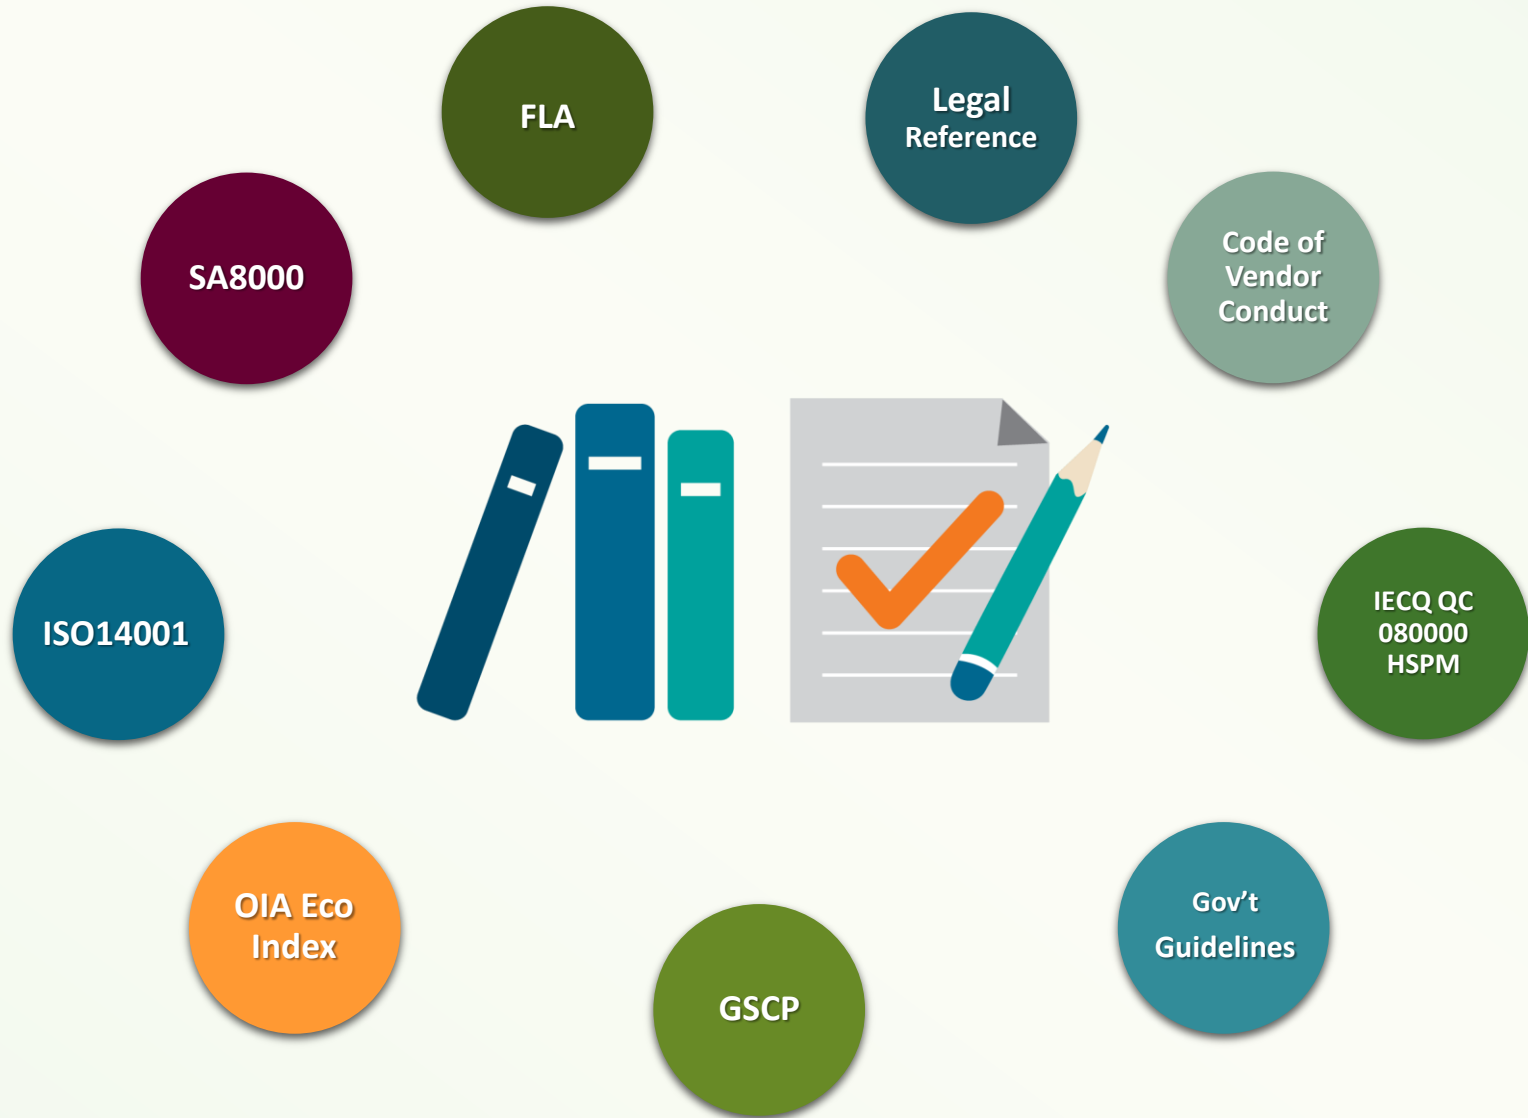 FLA
Legal
Reference
SA8000
Code of
Vendor
Conduct
ISO14001
IECQ QC
080000
HSPM
OIA Eco
Index
Gov’t
Guidelines
GSCP